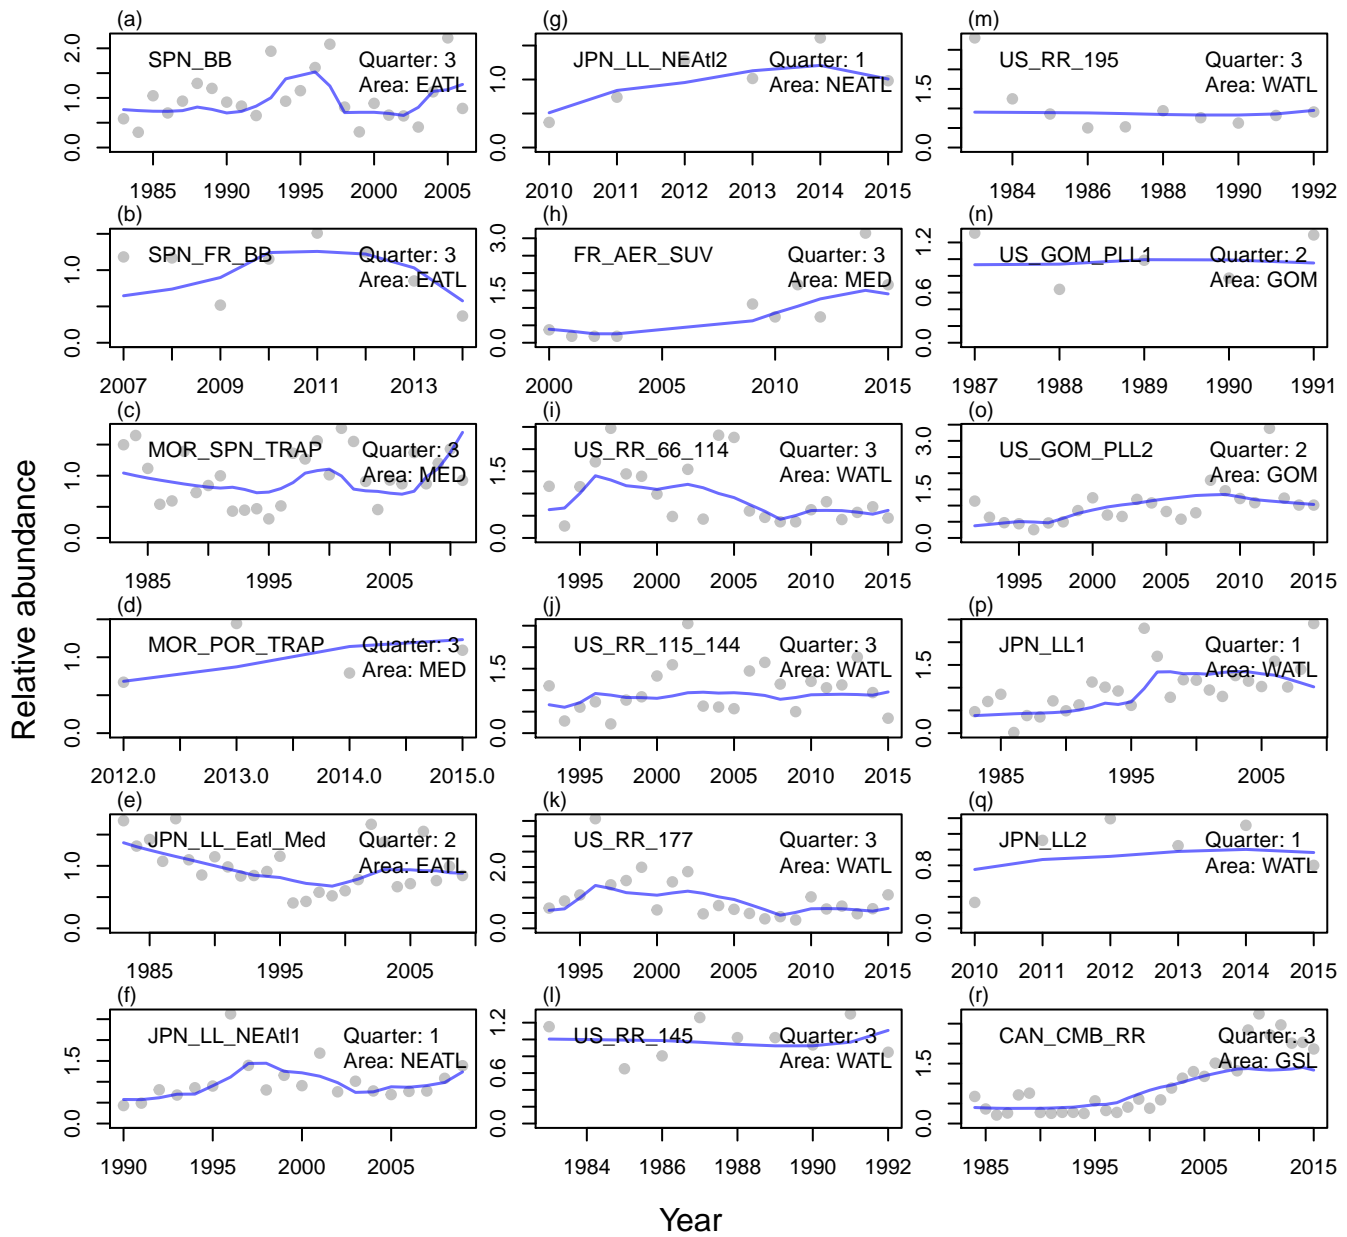 Relative abundance
(a)
SPN_BB
Quarter: 3
Area: EATL
0.0 1.0 2.0
1985 1990 1995 2000 2006
(b)
SPN_FR_BB
Quarter: 3
Area: EATL
0.0 1.0
2007 2009 2011 2013
(c)
MOR_SPN_TRAP
Quarter: 3
Area: MED
0.0 1.0
1985 1995 2005
(d)
MOR_POR_TRAP
Quarter: 3
Area: MED
0.0 1.0
2012.0 2013.0 2014.0 2015.0
(e)
JPN_LL_Eatl_Med
Quarter: 2
Area: EATL
0.0 1.0
1985 1995 2005
(f)
JPN_LL_NEAtl1
Quarter: 1
Area: NEATL
0.0 1.5
1990 1995 2000 2005
(g)
JPN_LL_NEAtl2
Quarter: 1
Area: NEATL
0.0 1.0
2010 2011 2012 2013 2014 2015
(h)
FR_AER_SUV
Quarter: 3
Area: MED
0.0 1.5 3.0
2000 2005 2010 2015
(i)
US_RR_66_114
Quarter: 3
Area: WATL
0.0 1.5
1995 2000 2005 2010 2015
(j)
US_RR_115_144
Quarter: 3
Area: WATL
0.0 1.5
1995 2000 2005 2010 2015
(k)
US_RR_177
Quarter: 3
Area: WATL
0.0 2.0
1995 2000 2005 2010 2015
(l)
US_RR_145
Quarter: 3
Area: WATL
0.0 0.6 1.2
1984 1986 1988 1990 1992
(m)
US_RR_195
Quarter: 3
Area: WATL
0.0 1.5
1984 1986 1988 1990 1992
(n)
US_GOM_PLL1
Quarter: 2
Area: GOM
0.0 0.6 1.2
1987 1988 1989 1990 1991
(o)
US_GOM_PLL2
Quarter: 2
Area: GOM
0.0 1.5 3.0
1995 2000 2005 2010 2015
(p)
JPN_LL1
Quarter: 1
Area: WATL
0.0 1.5
1985 1995 2005
(q)
JPN_LL2
Quarter: 1
Area: WATL
0.0 0.8
2010 2011 2012 2013 2014 2015
(r)
CAN_CMB_RR
Quarter: 3
Area: GSL
0.0 1.5
1985 1995 2005 2015
Year